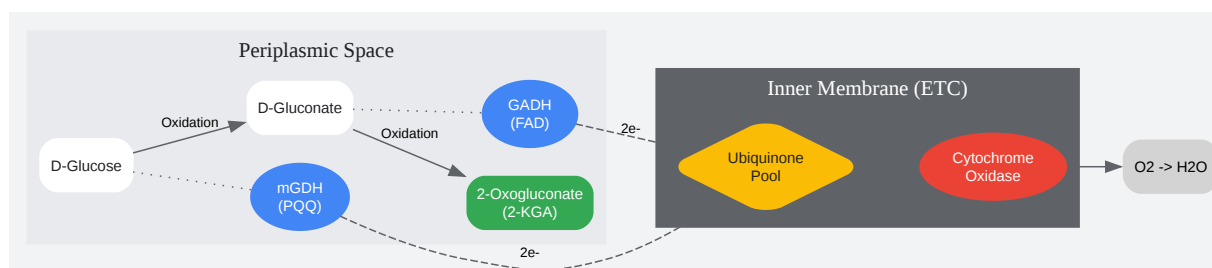 Periplasmic Space
D-Glucose
Oxidation
D-Gluconate
mGDH
(PQQ)
Oxidation
GADH
(FAD)
2-Oxogluconate
(2-KGA)
2e-
2e-
Inner Membrane (ETC)
Ubiquinone
Pool
Cytochrome
Oxidase
O2 -> H2O